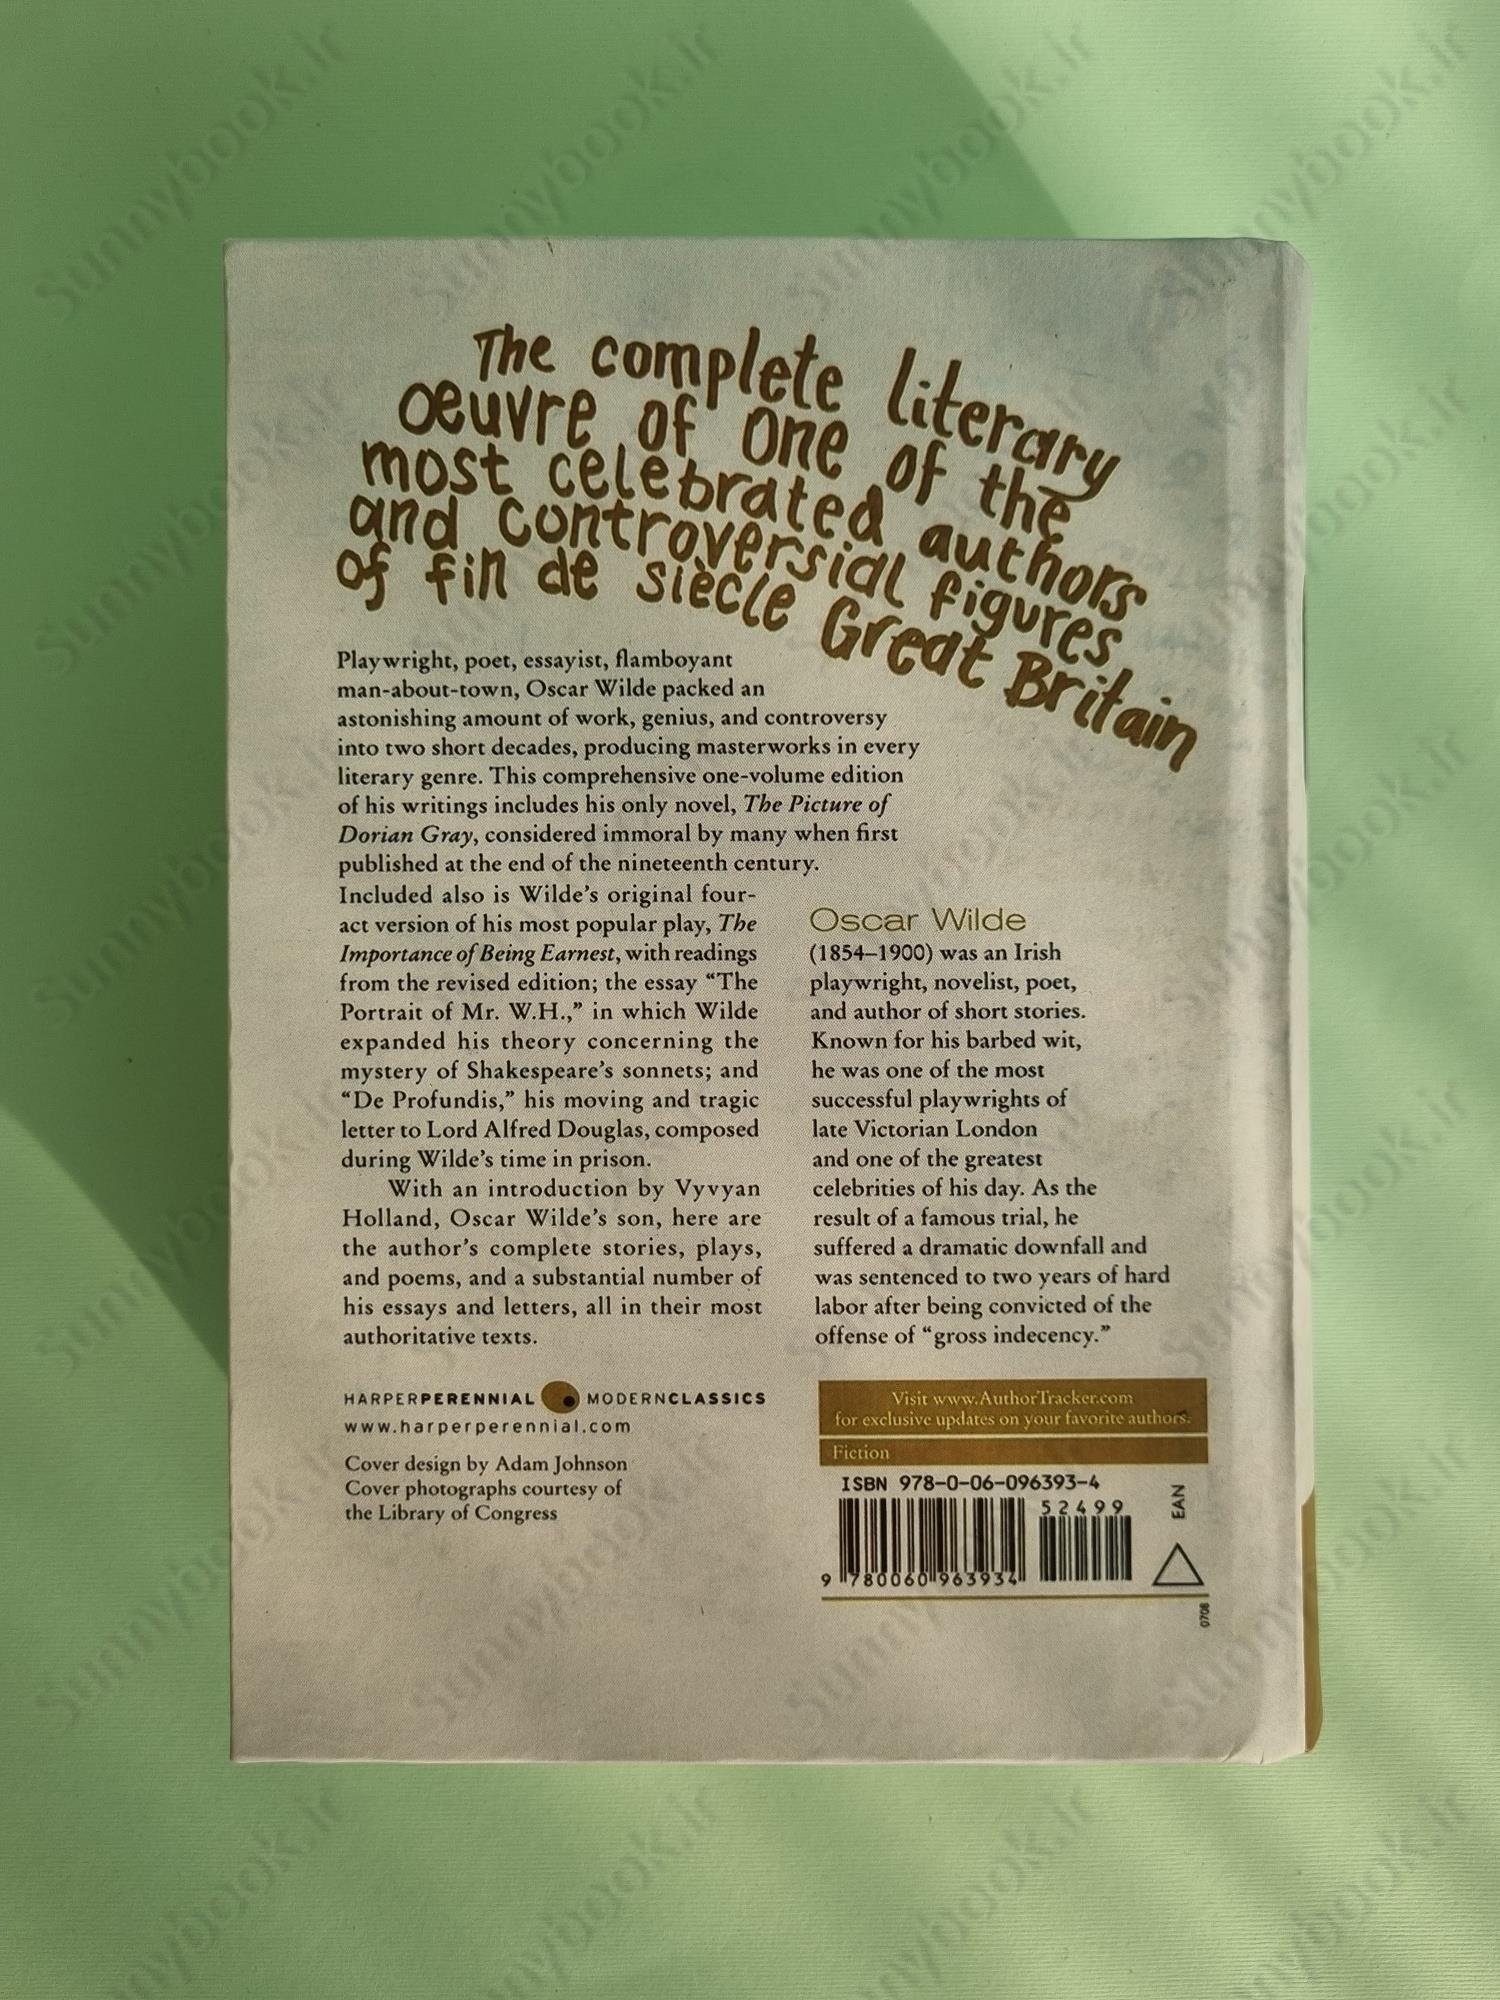 The complete literary
œuvre of one of the
most celebrated authors
and controversial figures
of fin de siècle Great Britain
Playwright, poet, essayist, flamboyant
man-about-town, Oscar Wilde packed an
astonishing amount of work, genius, and controversy
into two short decades, producing masterworks in every
literary genre. This comprehensive one-volume edition
of his writings includes his only novel, The Picture of
Dorian Gray, considered immoral by many when first
published at the end of the nineteenth century.
Included also is Wilde's original four-
act version of his most popular play, The
Importance of Being Earnest, with readings
from the revised edition; the essay “The
Portrait of Mr. W.H.,” in which Wilde
expanded his theory concerning the
mystery of Shakespeare's sonnets; and
“De Profundis,” his moving and tragic
letter to Lord Alfred Douglas, composed
during Wilde's time in prison.
With an introduction by Vyvyan
Holland, Oscar Wilde's son, here are
the author's complete stories, plays,
and poems, and a substantial number of
his essays and letters, all in their most
authoritative texts.
HARPERPERENNIAL MODERNCLASSICS
www.harperperennial.com
Cover design by Adam Johnson
Cover photographs courtesy of
the Library of Congress
Oscar Wilde
(1854–1900) was an Irish
playwright, novelist, poet,
and author of short stories.
Known for his barbed wit,
he was one of the most
successful playwrights of
late Victorian London
and one of the greatest
celebrities of his day. As the
result of a famous trial, he
suffered a dramatic downfall and
was sentenced to two years of hard
labor after being convicted of the
offense of “gross indecency.”
Visit www.AuthorTracker.com
for exclusive updates on your favorite authors.
Fiction
ISBN 978-0-06-096393-4
52499
9 780060 963934
EAN
0708
Sunnybook.ir